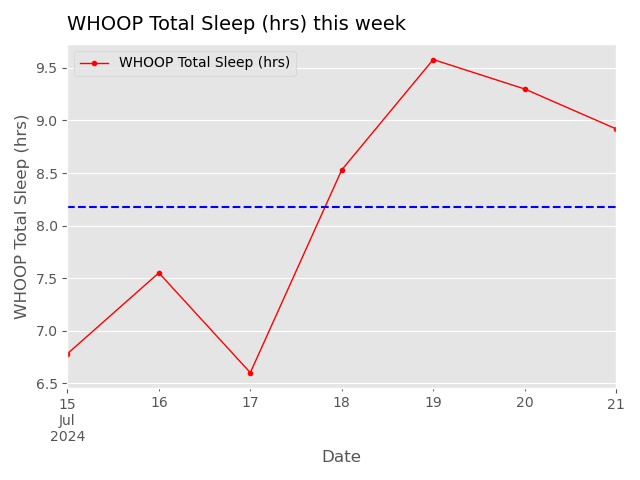 WHOOP Total Sleep (hrs) this week
WHOOP Total Sleep (hrs)
WHOOP Total Sleep (hrs)
9.5
9.0
8.5
8.0
7.5
7.0
6.5
15 16 17 18 19 20 21
Jul
2024
Date